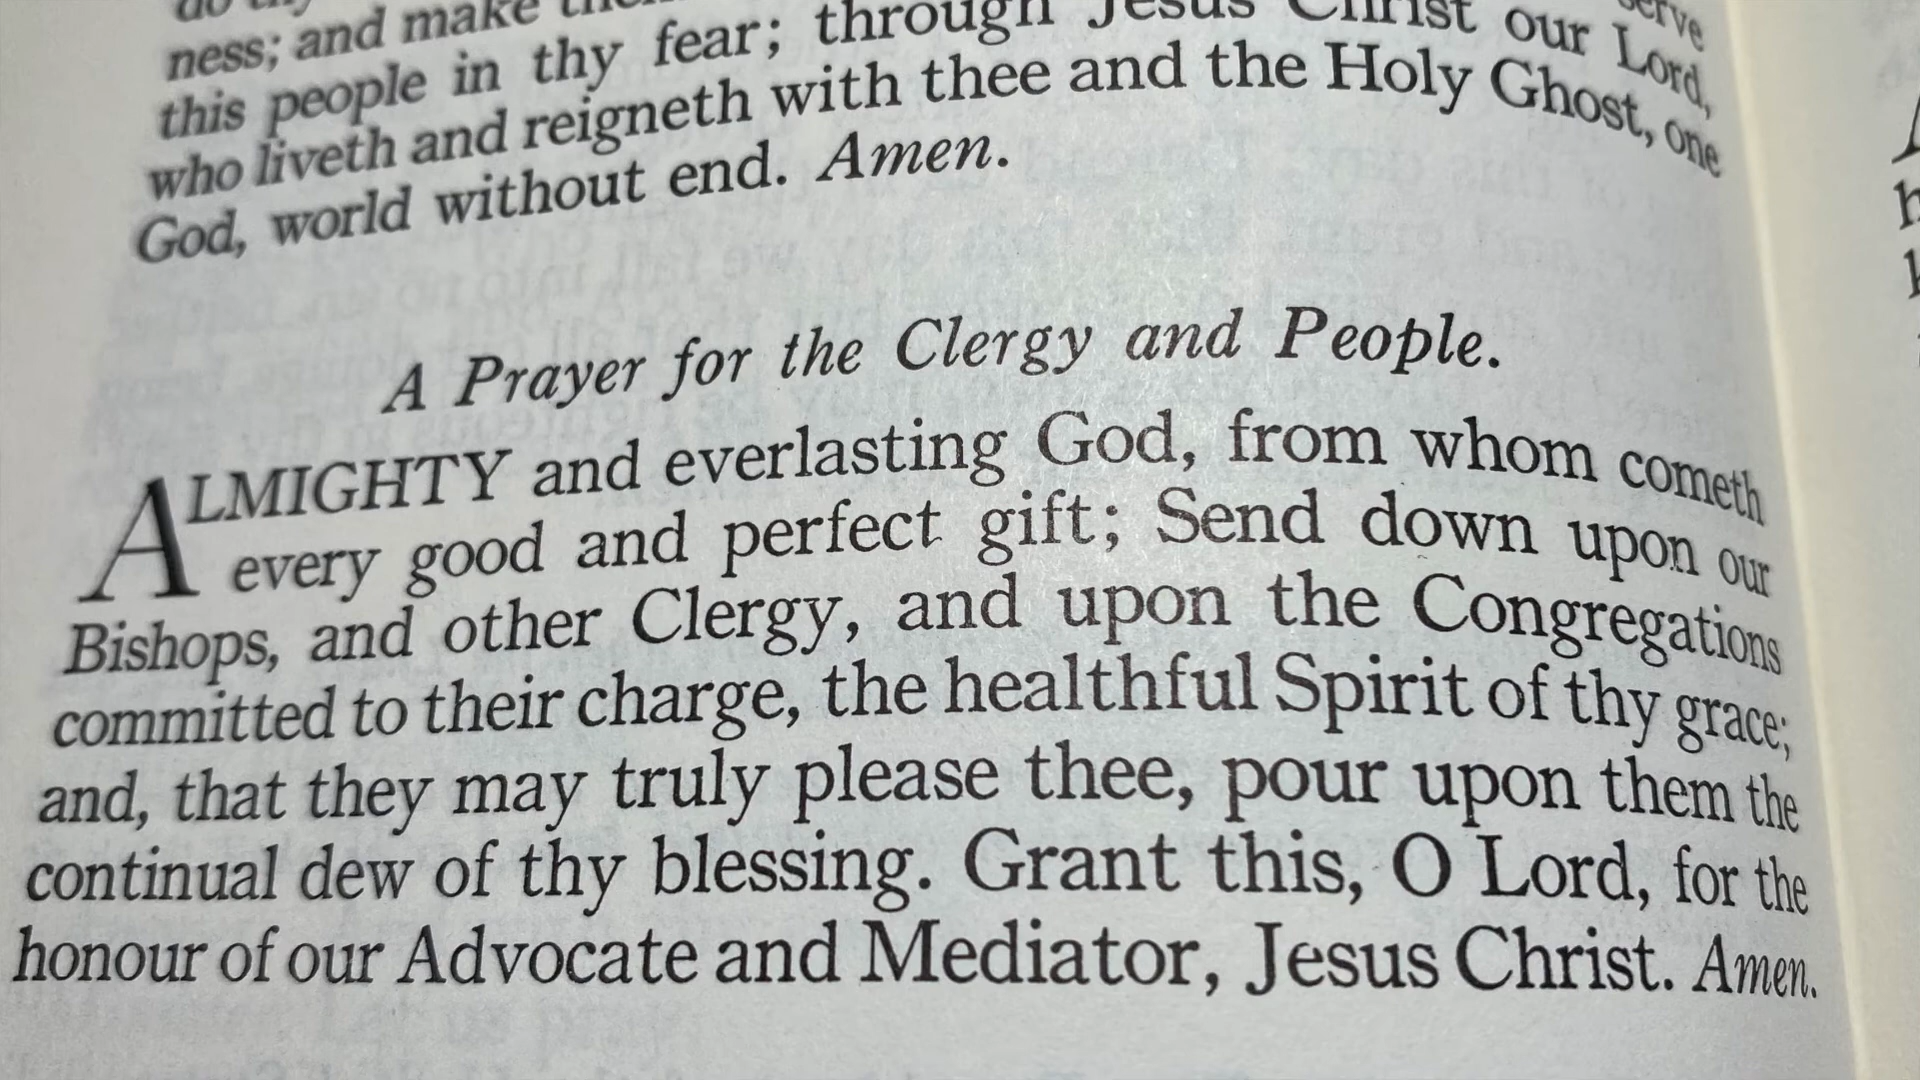 ness; and make
this people in thy fear; through Jesus Christ our Lord,
who liveth and reigneth with thee and the Holy Ghost, one
God, world without end. Amen.
A Prayer for the Clergy and People.
ALMIGHTY and everlasting God, from whom cometh
every good and perfect gift; Send down upon our
Bishops, and other Clergy, and upon the Congregations
committed to their charge, the healthful Spirit of thy grace;
and, that they may truly please thee, pour upon them the
continual dew of thy blessing. Grant this, O Lord, for the
honour of our Advocate and Mediator, Jesus Christ. Amen.